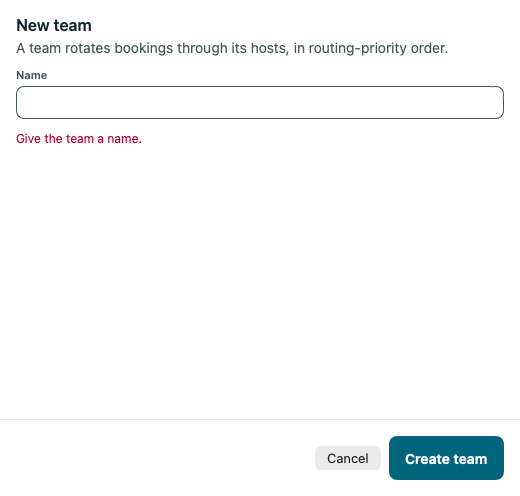 New team
A team rotates bookings through its hosts, in routing-priority order.
Name
Give the team a name.
Cancel
Create team